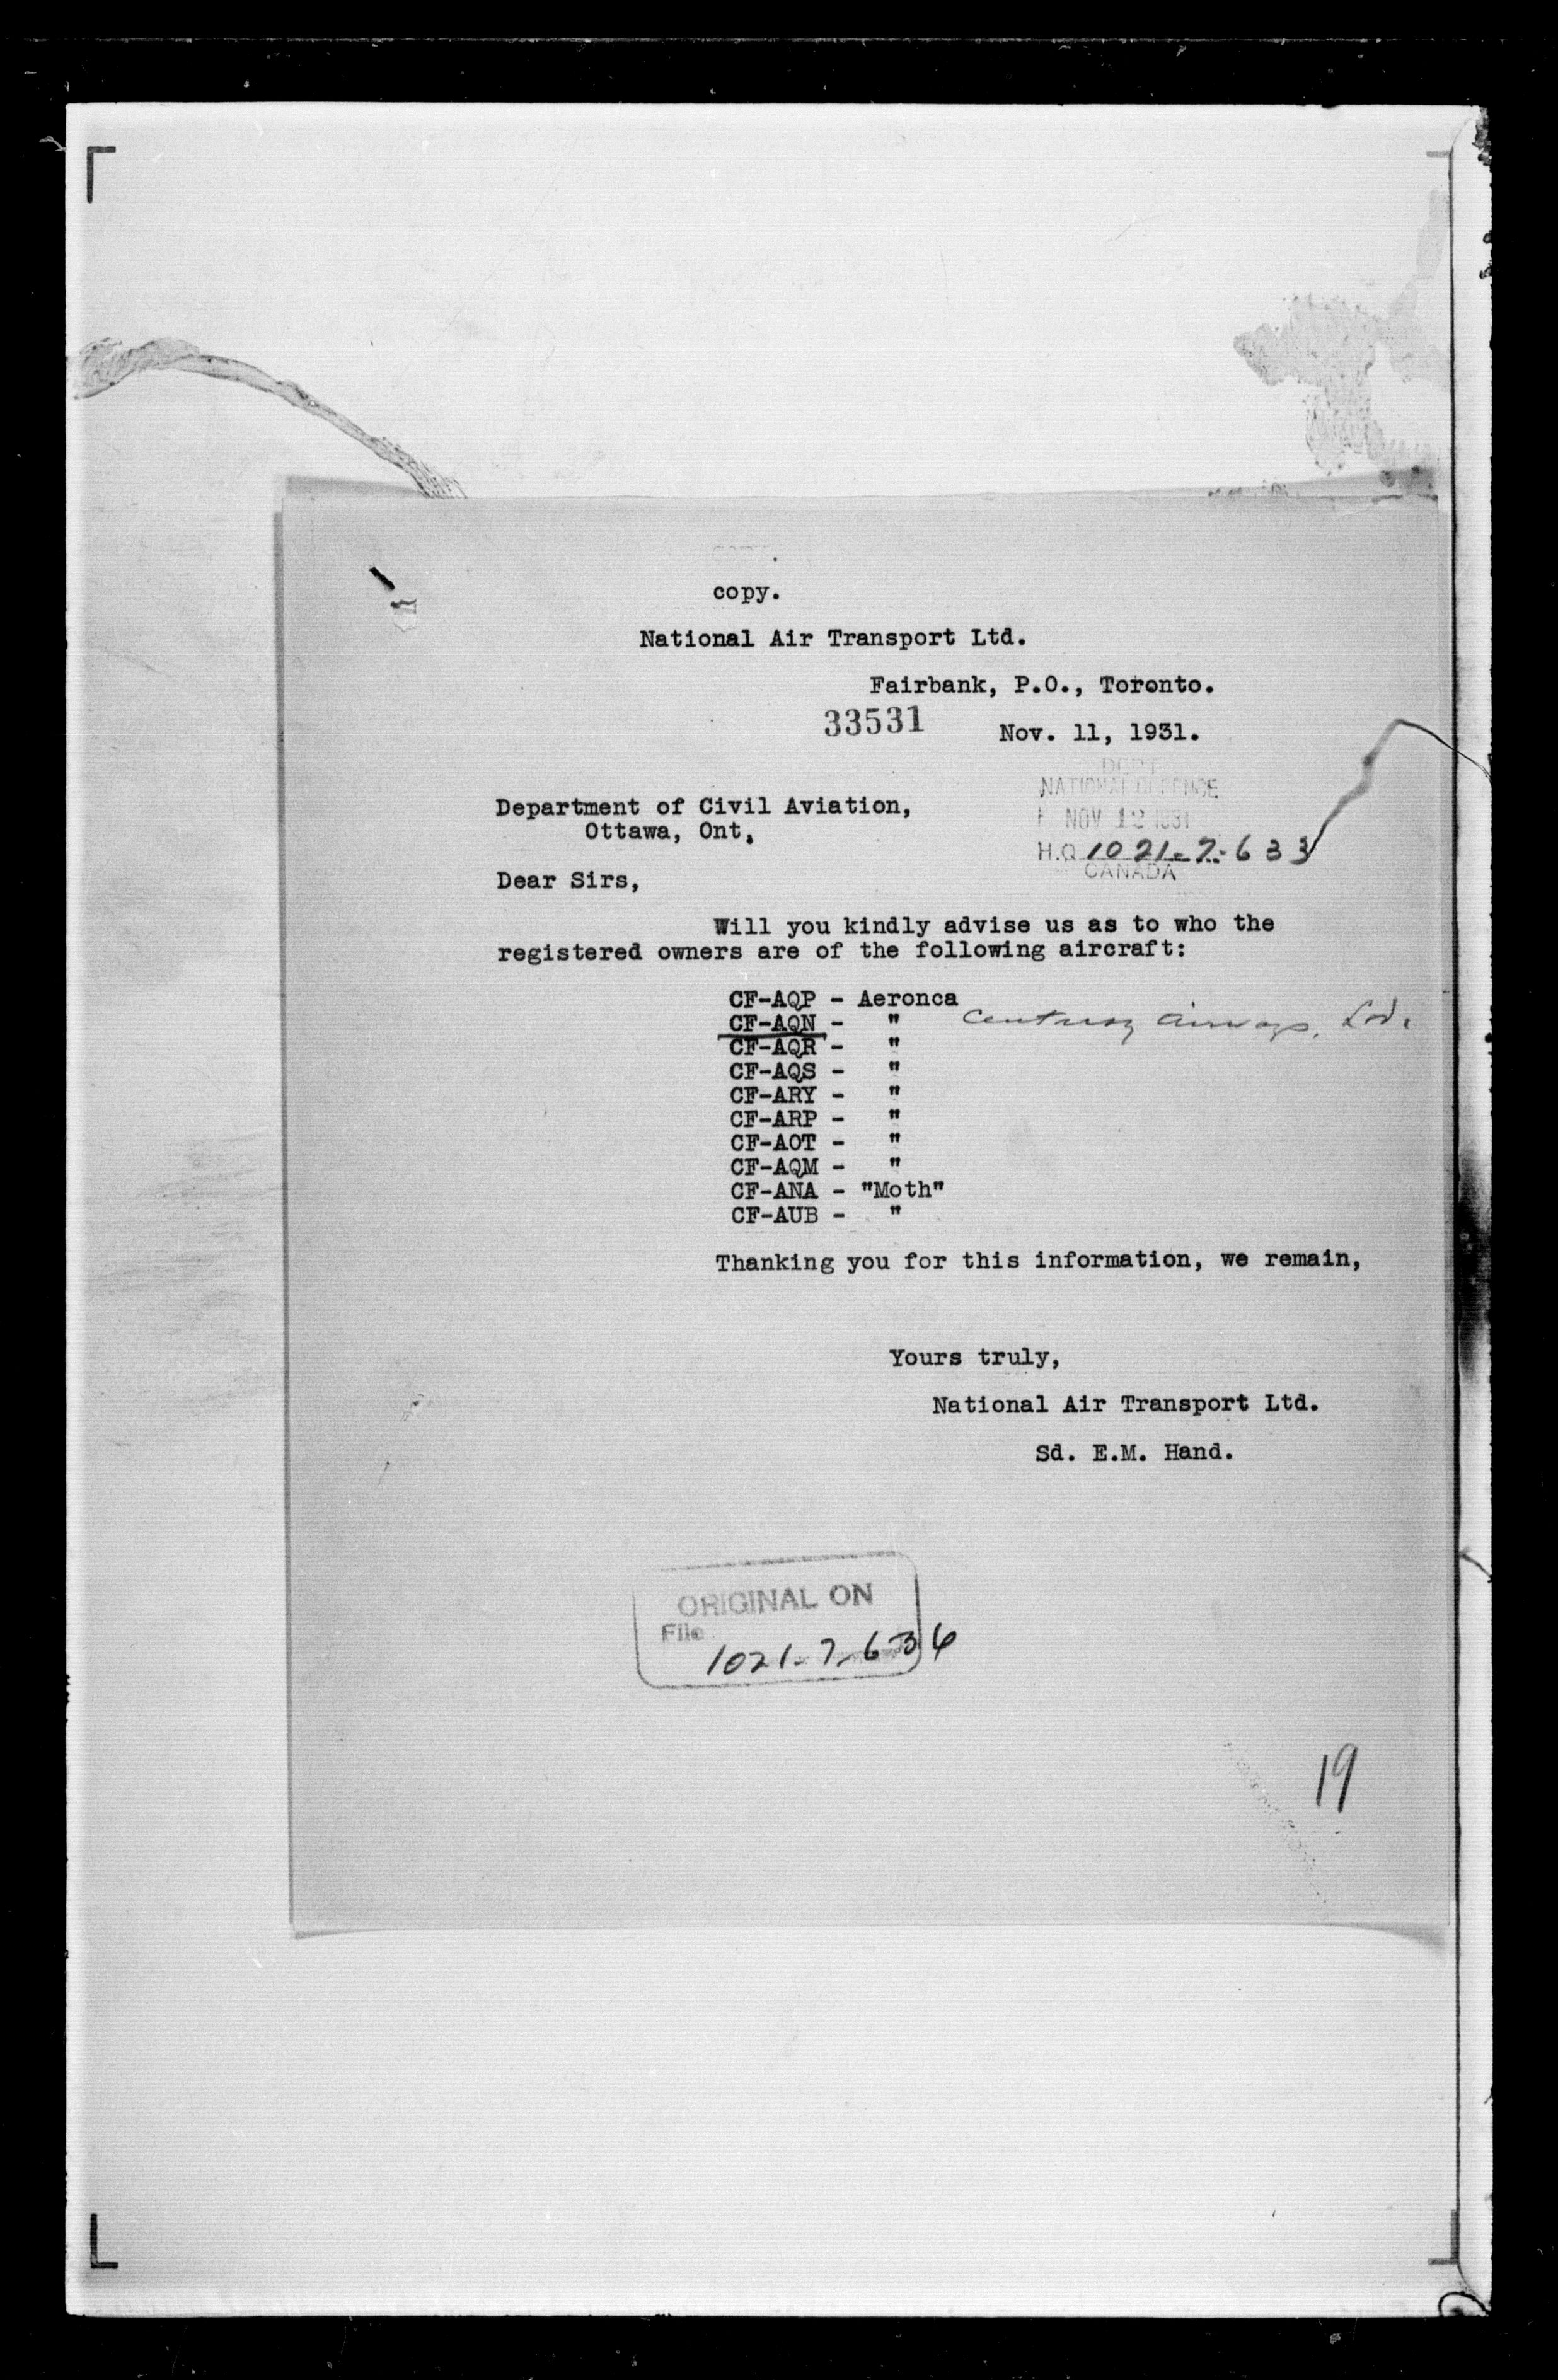 copy.
National Air Transport Ltd.
Fairbank, P.O., Toronto.
33531 Nov. 11, 1931.
DEPT
NATIONAL DEFENCE
Department of Civil Aviation,
NOV 12 1931
Ottawa, Ont.
H.Q 1021-7-633
CANADA
Dear Sirs,
Will you kindly advise us as to who the
registered owners are of the following aircraft:
CF-AQP - Aeronca
CF-AQN - " Century Airways, Ltd.
CF-AQR - "
CF-AQS - "
CF-ARY - "
CF-ARP - "
CF-AOT - "
CF-AQM - "
CF-ANA - "Moth"
CF-AUB - "
Thanking you for this information, we remain,
Yours truly,
National Air Transport Ltd.
Sd. E.M. Hand.
ORIGINAL ON
File
1021-7-636
19